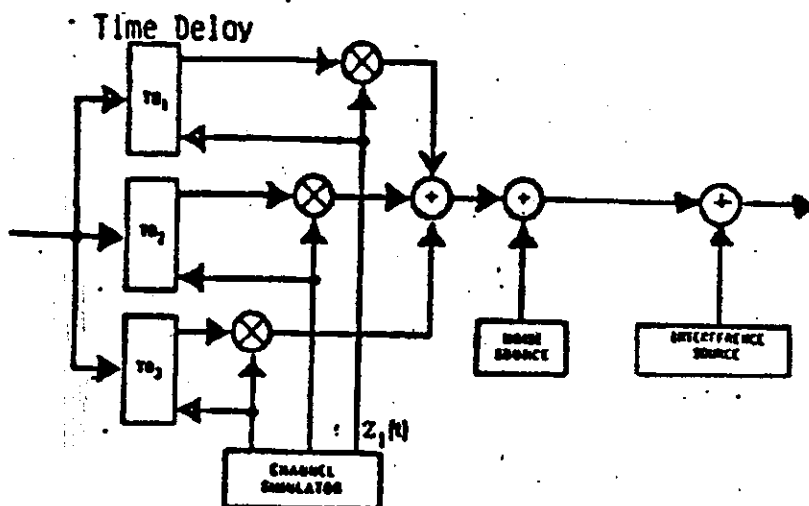 Time Delay
TD₁
TD₂
TD₃
NOISE
SOURCE
INTERFERENCE
SOURCE
Z₁(t)
CHANNEL
SIMULATOR